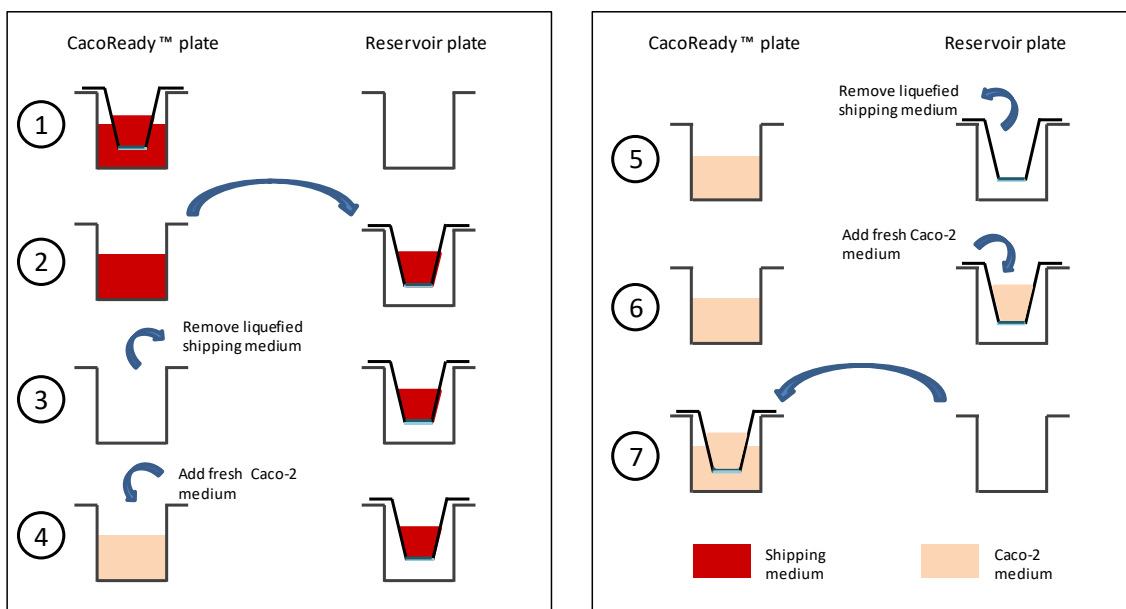 CacoReady™ plate
Reservoir plate
1
2
3
Remove liquefied
shipping medium
4
Add fresh Caco-2
medium
CacoReady™ plate
Reservoir plate
5
Remove liquefied
shipping medium
6
Add fresh Caco-2
medium
7
Shipping
medium
Caco-2
medium